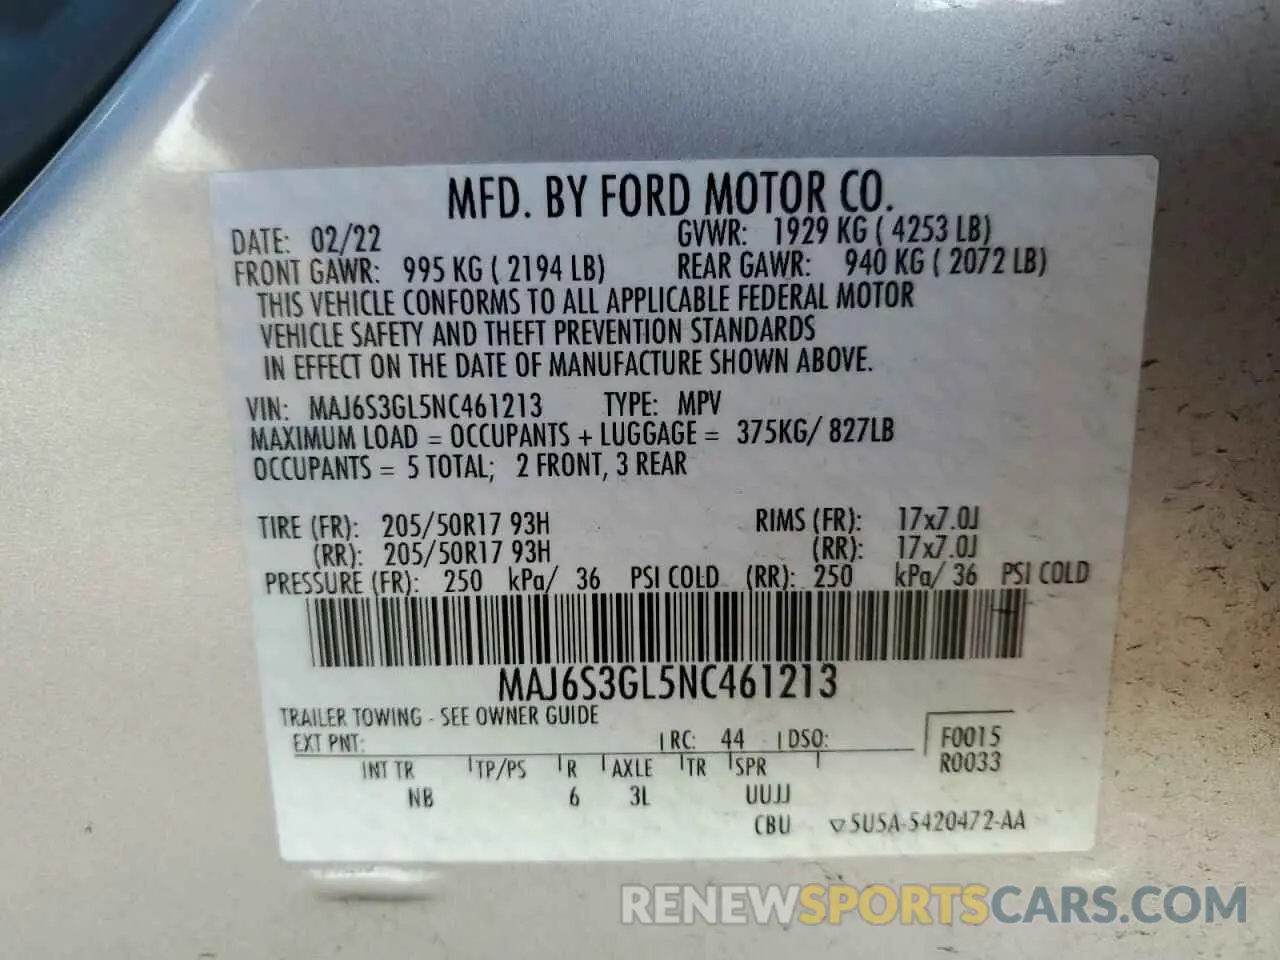 MFD. BY FORD MOTOR CO.
DATE: 02/22 GVWR: 1929 KG ( 4253 LB)
FRONT GAWR: 995 KG ( 2194 LB) REAR GAWR: 940 KG ( 2072 LB)
THIS VEHICLE CONFORMS TO ALL APPLICABLE FEDERAL MOTOR
VEHICLE SAFETY AND THEFT PREVENTION STANDARDS
IN EFFECT ON THE DATE OF MANUFACTURE SHOWN ABOVE.
VIN: MAJ6S3GL5NC461213 TYPE: MPV
MAXIMUM LOAD = OCCUPANTS + LUGGAGE = 375KG/ 827LB
OCCUPANTS = 5 TOTAL; 2 FRONT, 3 REAR
TIRE (FR): 205/50R17 93H RIMS (FR): 17x7.0J
(RR): 205/50R17 93H (RR): 17x7.0J
PRESSURE (FR): 250 kPa/ 36 PSI COLD (RR): 250 kPa/ 36 PSI COLD
MAJ6S3GL5NC461213
TRAILER TOWING - SEE OWNER GUIDE
EXT PNT: RC: 44 DSO: F0015
R0033
INT TR TP/PS R AXLE TR SPR
NB 6 3L UUJJ
CBU ▽5U5A-5420472-AA
RENEWSPORTSCARS.COM